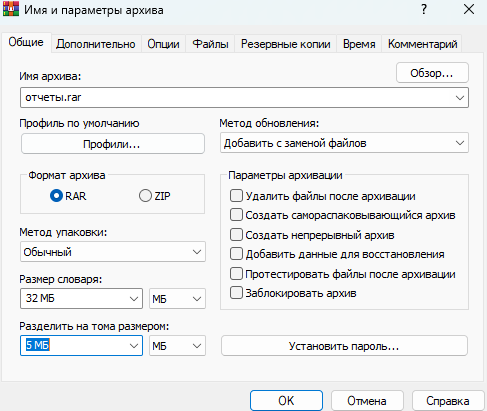 Имя и параметры архива
Общие Дополнительно Опции Файлы Резервные копии Время Комментарий
Имя архива:
Обзор...
отчеты.rar
Профиль по умолчанию
Метод обновления:
Профили...
Добавить с заменой файлов
Формат архива
RAR ZIP
Параметры архивации
Удалить файлы после архивации
Создать самораспаковывающийся архив
Создать непрерывный архив
Добавить данные для восстановления
Протестировать файлы после архивации
Заблокировать архив
Метод упаковки:
Обычный
Размер словаря:
32 МБ МБ
Разделить на тома размером:
5 МБ МБ
Установить пароль...
OK Отмена Справка